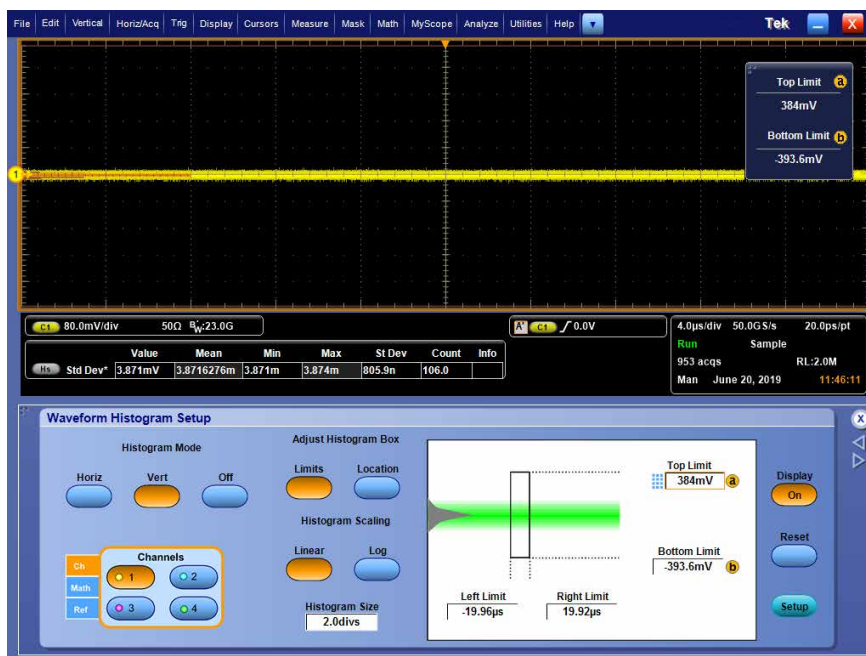 File Edit Vertical Horiz/Acq Trig Display Cursors Measure Mask Math MyScope Analyze Utilities Help Tek X
Top Limit a
384mV
Bottom Limit b
-393.6mV
1
C1 80.0mV/div 50Ω BW:23.0G
A' C1 0.0V
4.0µs/div 50.0GS/s 20.0ps/pt
Run Sample
953 acqs RL:2.0M
Man June 20, 2019 11:46:11
Value Mean Min Max St Dev Count Info
Hs Std Dev* 3.871mV 3.8716276m 3.871m 3.874m 805.9n 106.0
Waveform Histogram Setup X
Histogram Mode
Horiz Vert Off
Adjust Histogram Box
Limits Location
Histogram Scaling
Linear Log
Histogram Size
2.0divs
Ch
Math
Ref
Channels
1 2
3 4
Top Limit
384mV a
Bottom Limit
-393.6mV b
Left Limit
-19.96µs
Right Limit
19.92µs
Display
On
Reset
Setup